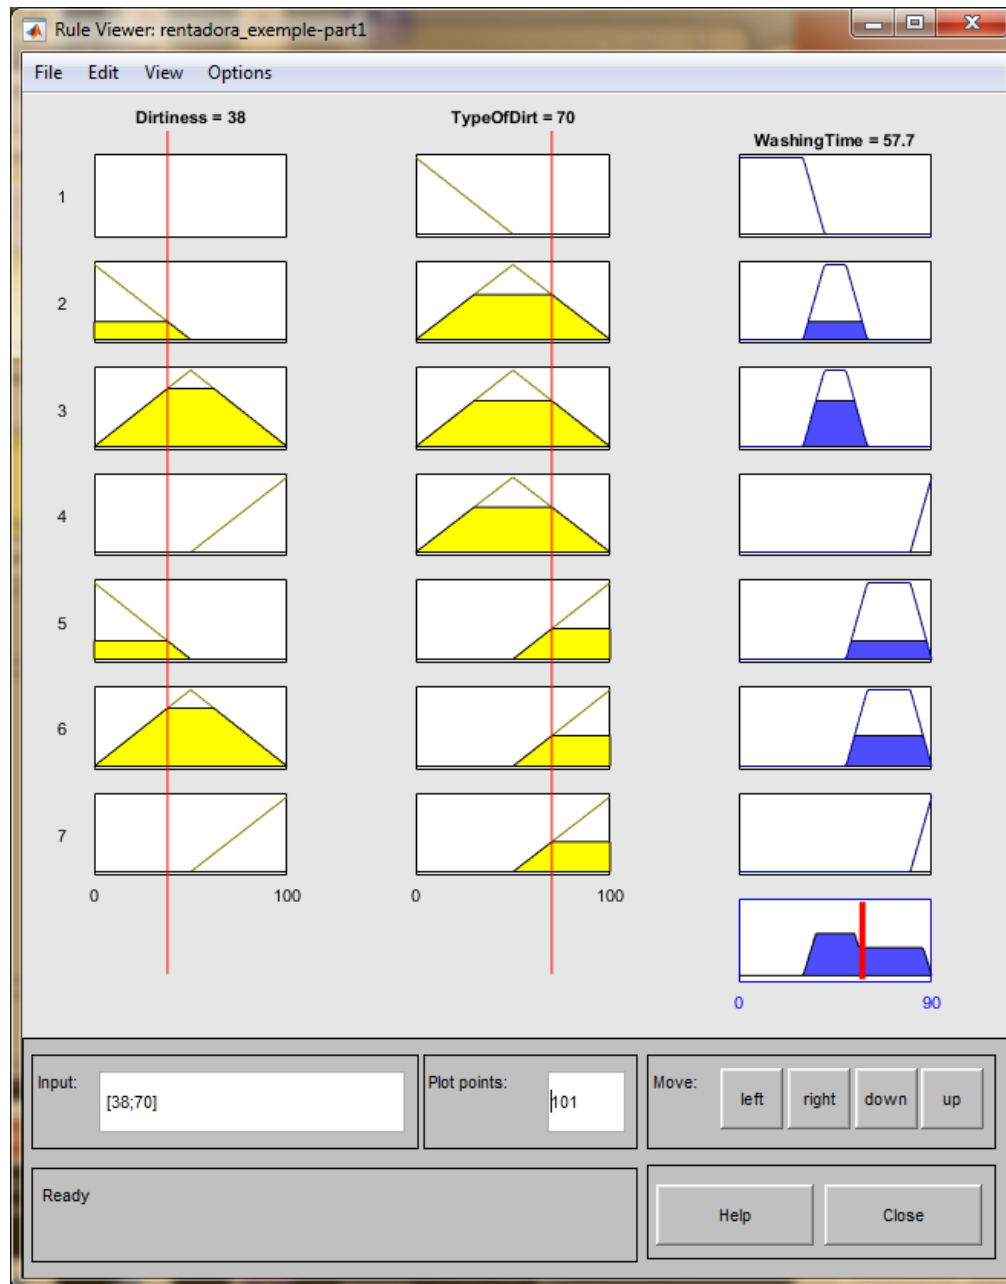 Rule Viewer: rentadora_exemple-part1
File Edit View Options
Dirtiness = 38 TypeOfDirt = 70
WashingTime = 57.7
1
2
3
4
5
6
7
0 100 0 100
0 90
Input: [38;70] Plot points: 101 Move: left right down up
Ready
Help Close